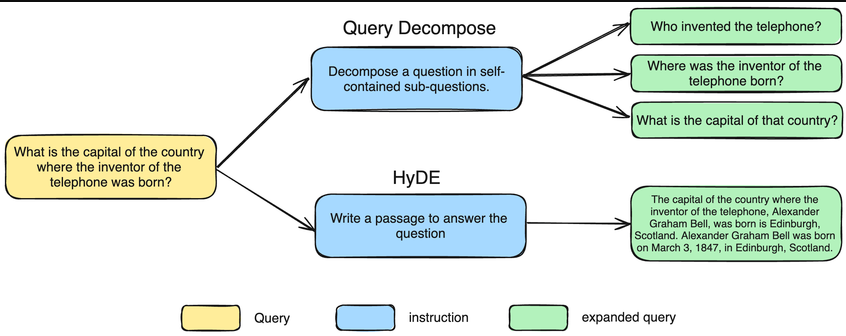 Query Decompose
Who invented the telephone?
Decompose a question in self-
contained sub-questions.
Where was the inventor of the
telephone born?
What is the capital of that country?
What is the capital of the country
where the inventor of the
telephone was born?
HyDE
Write a passage to answer the
question
The capital of the country where the
inventor of the telephone, Alexander
Graham Bell, was born is Edinburgh,
Scotland. Alexander Graham Bell was born
on March 3, 1847, in Edinburgh, Scotland.
Query
instruction
expanded query